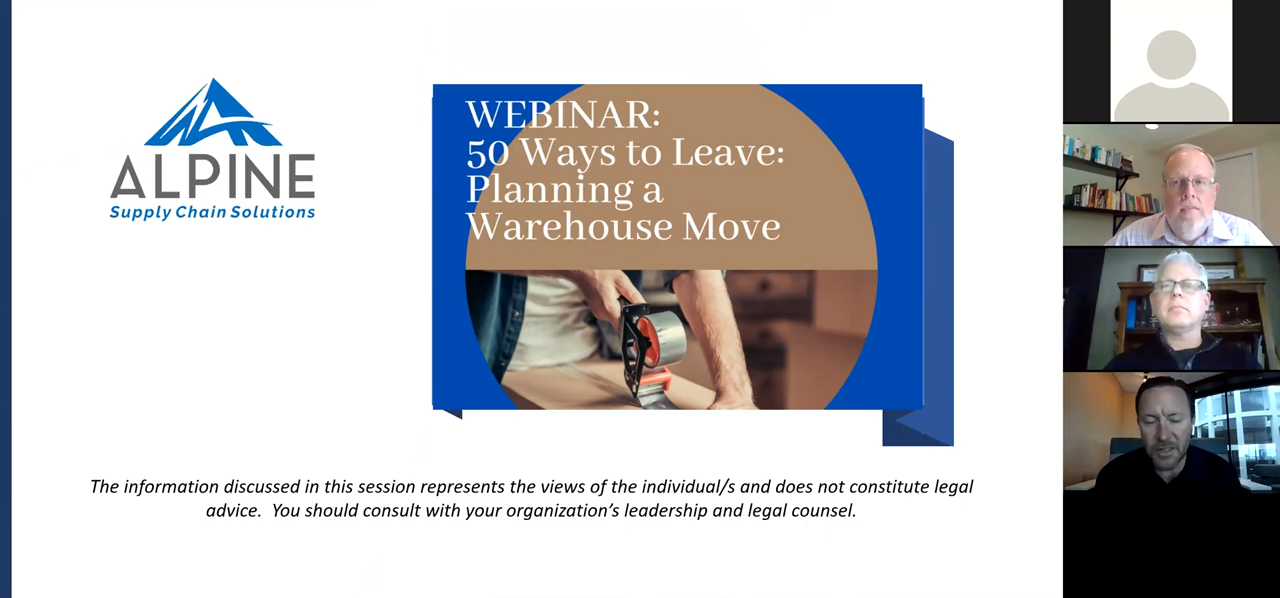 ALPINE
Supply Chain Solutions
WEBINAR:
50 Ways to Leave:
Planning a
Warehouse Move
The information discussed in this session represents the views of the individual/s and does not constitute legal
advice.  You should consult with your organization's leadership and legal counsel.